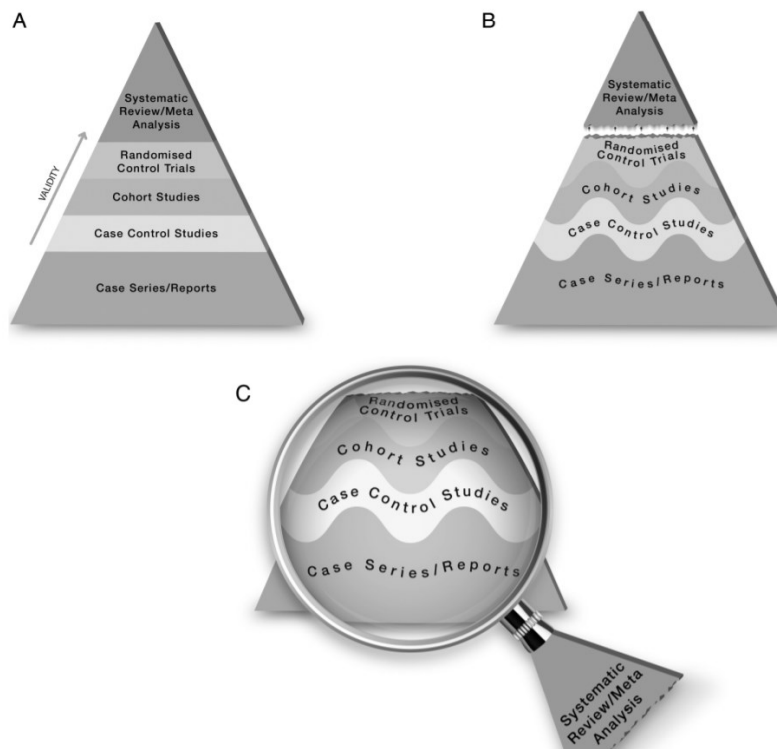 A
Systematic
Review/Meta
Analysis
Randomised
Control Trials
Cohort Studies
Case Control Studies
Case Series/Reports
VALIDITY
B
Systematic
Review/Meta
Analysis
Randomised
Control Trials
Cohort Studies
Case Control Studies
Case Series/Reports
C
Randomised
Control Trials
Cohort Studies
Case Control Studies
Case Series/Reports
Systematic
Review/Meta
Analysis